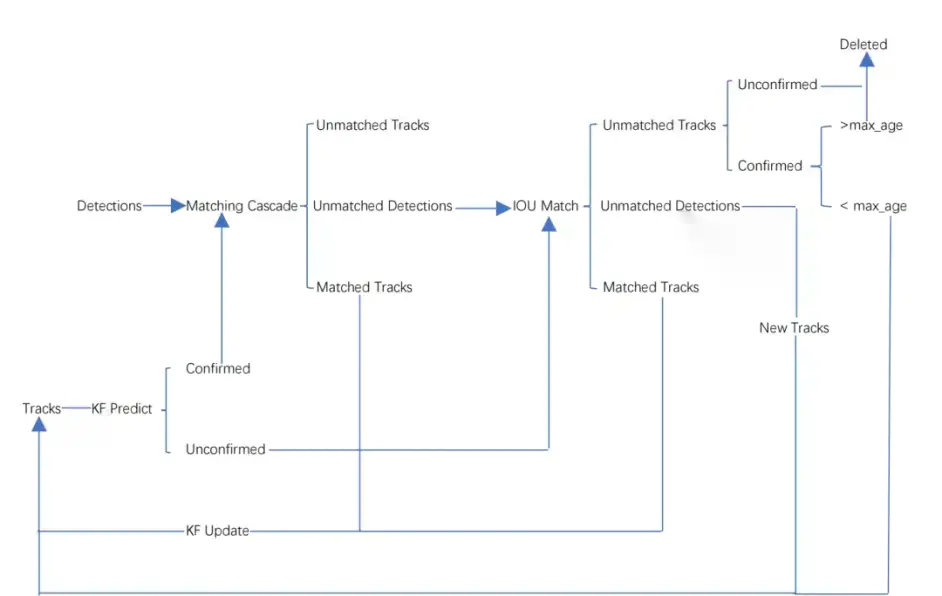 Deleted
Unconfirmed
Unmatched Tracks
Unmatched Tracks
>max_age
Confirmed
Detections
Matching Cascade
Unmatched Detections
IOU Match
Unmatched Detections
< max_age
Matched Tracks
Matched Tracks
New Tracks
Confirmed
Tracks
KF Predict
Unconfirmed
KF Update